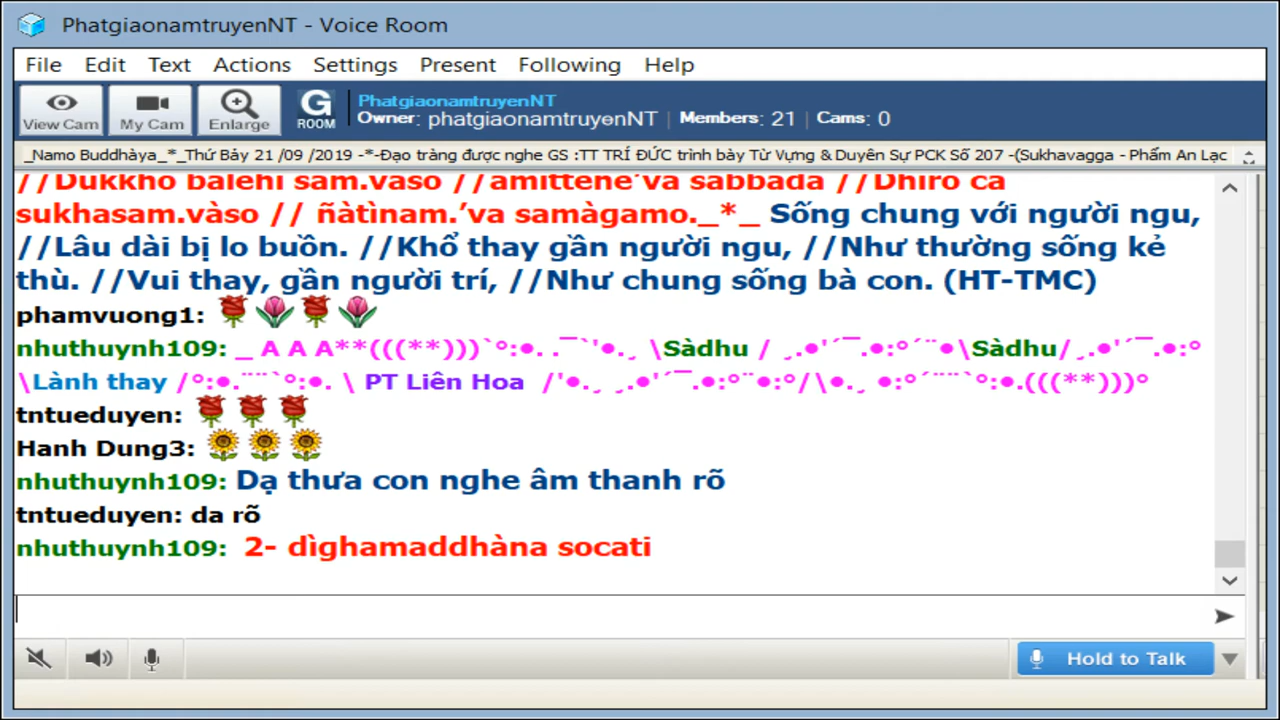 PhatgiaonamtruyenNT - Voice Room
File Edit Text Actions Settings Present Following Help
View Cam My Cam Enlarge G ROOM PhatgiaonamtruyenNT
Owner: phatgiaonamtruyenNT | Members: 21 | Cams: 0
_Namo Buddhàya_*_Thứ Bảy 21 /09 /2019 -*-Đạo tràng được nghe GS :TT TRÍ ĐỨC trình bày Từ Vựng & Duyên Sự PCK Số 207 -(Sukhavagga - Phẩm An Lạc
//Dukkho bàlehi sam.vàso //amittene'va sabbadà //Dhìro ca
sukhasam.vàso // ñàtìnam.'va samàgamo._*_ Sống chung với người ngu,
//Lâu dài bị lo buồn. //Khổ thay gần người ngu, //Như thường sống kẻ
thù. //Vui thay, gần người trí, //Như chung sống bà con. (HT-TMC)
phamvuong1:
nhuthuynh109: _ A A A**(((**)))`°:•. .¯`'•.¸ \Sàdhu / ¸.•'´¯.•:°´¨•\Sàdhu/¸.•'´¯.•:°
\Lành thay /°:•.¨¨`°:•. \ PT Liên Hoa /'•.¸ ¸.•'´¯.•:°¨•:°/\•.¸ •:°´¨¨`°:•.(((**)))°
tntueduyen:
Hanh Dung3:
nhuthuynh109: Dạ thưa con nghe âm thanh rõ
tntueduyen: da rõ
nhuthuynh109: 2- dìghamaddhàna socati
Hold to Talk